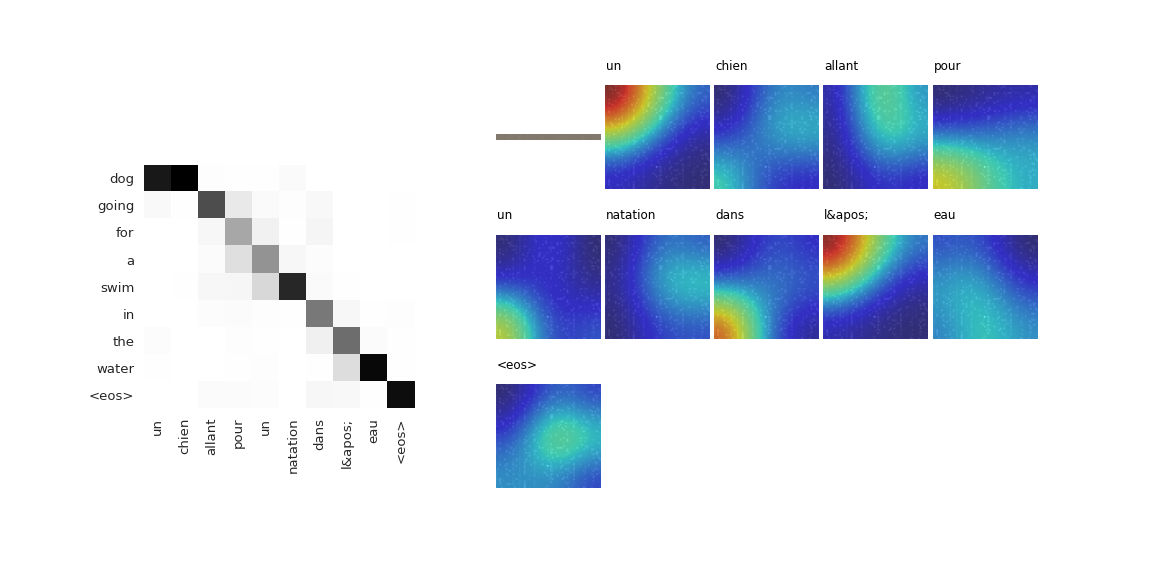 dog
going
for
a
swim
in
the
water
<eos>
un
chien
allant
pour
un
natation
dans
l&apos;
eau
<eos>
un
chien
allant
pour
un
natation
dans
l&apos;
eau
<eos>